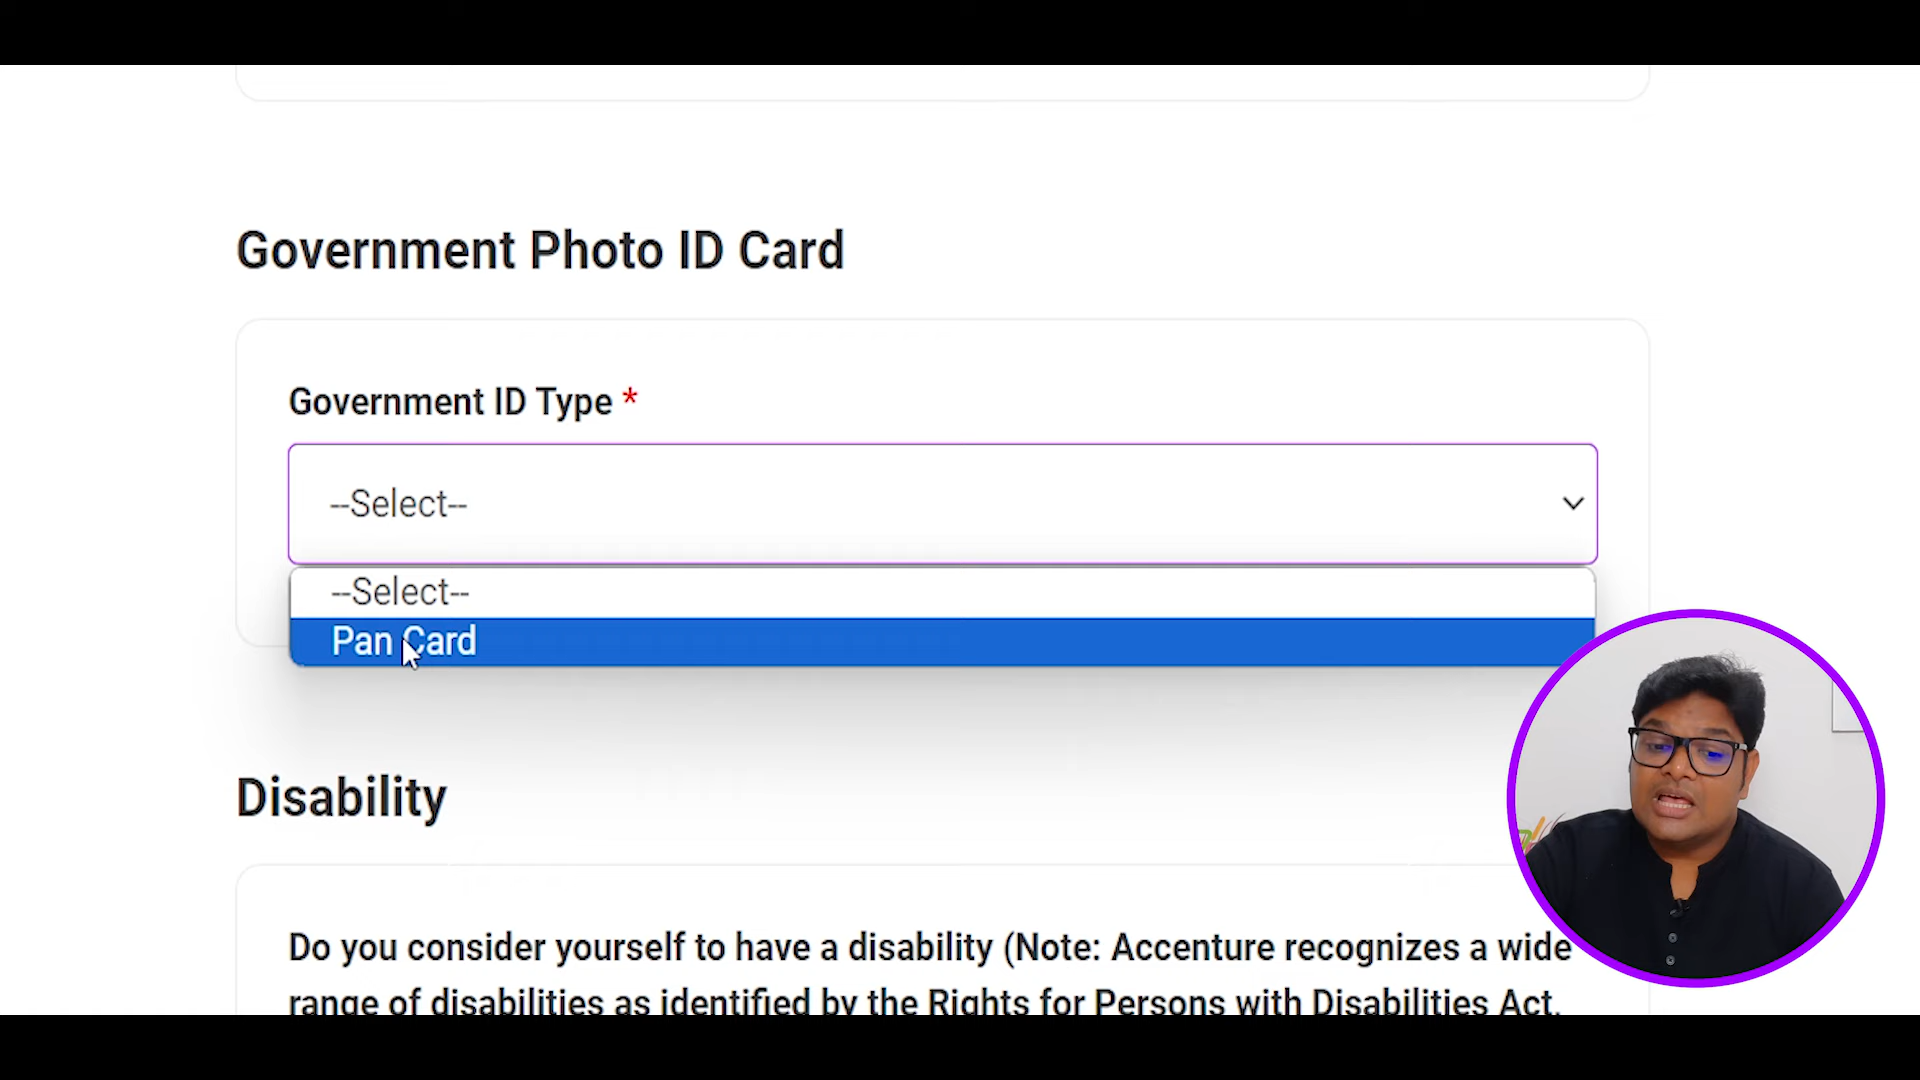 Government Photo ID Card
Government ID Type *
--Select--
--Select--
Pan Card
Disability
Do you consider yourself to have a disability (Note: Accenture recognizes a wide
range of disabilities as identified by the Rights for Persons with Disabilities Act,